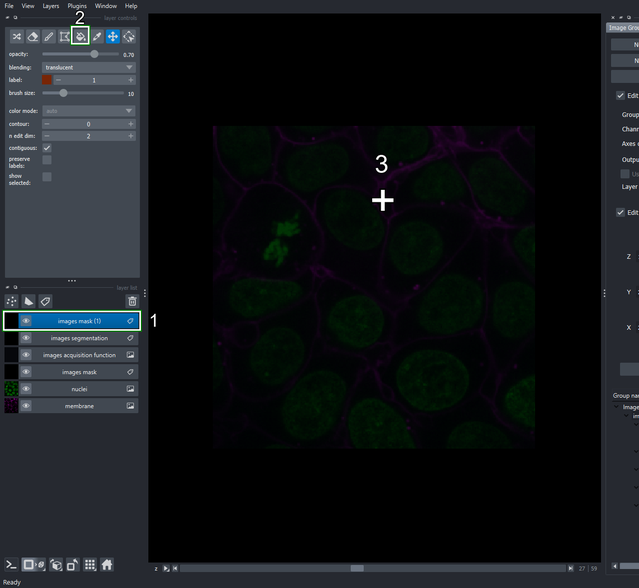 File View Layers Plugins Window Help
2
layer controls
opacity: 0.70
blending: translucent
label: 1
brush size: 10
color mode: auto
contour: 0
n edit dim: 2
contiguous:
preserve
labels:
show
selected:
layer list
images mask (1)
1
images segmentation
images acquisition function
images mask
nuclei
membrane
3
z 27 59
Ready
Image Grou
N
N
Edit
Group
Chann
Axes o
Outpu
Us
Layer
Edit
Z
Y
X
Group nam
Image
im